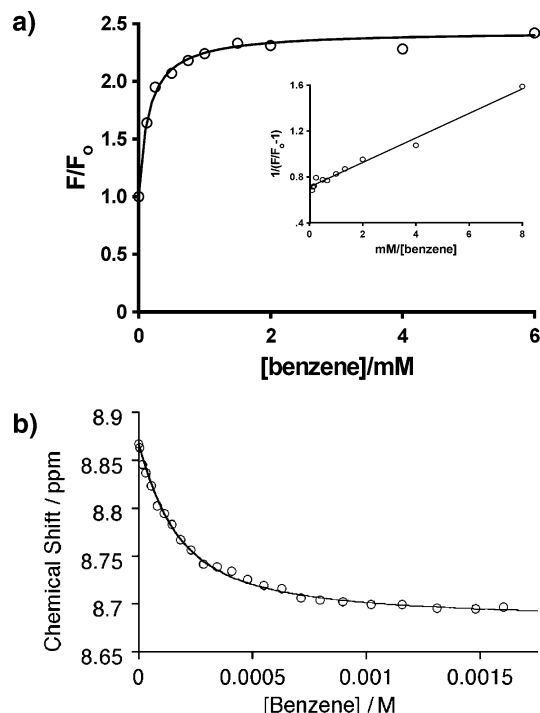 a)
F/Fo
2.5
2.0
1.5
1.0
0.5
0
0 2 4 6
[benzene]/mM
1/(F/Fo-1)
1.6
1.2
0.8
.4
0 2 4 6 8
mM/[benzene]
b)
Chemical Shift / ppm
8.9
8.85
8.8
8.75
8.7
8.65
0 0.0005 0.001 0.0015
[Benzene] / M